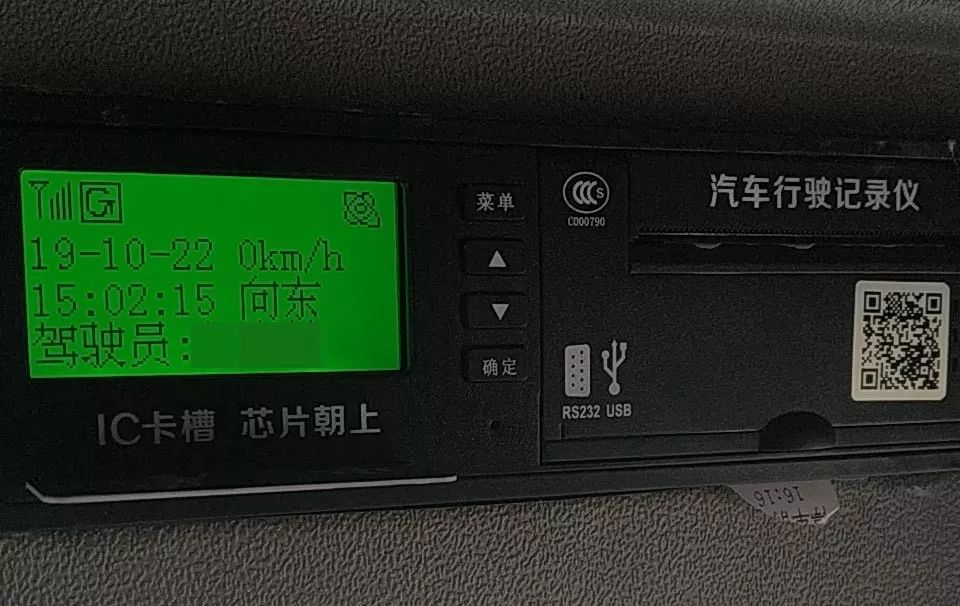 G
19-10-22 0km/h
15:02:15 向东
驾驶员:
IC卡槽 芯片朝上
菜单
▲
▼
确定
CCC S
C000790
汽车行驶记录仪
RS232 USB
16:16